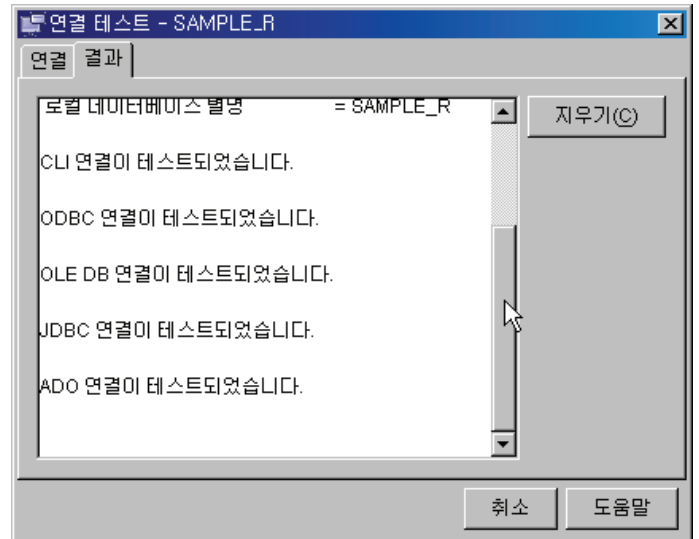 연결 테스트 - SAMPLE_R
연결 결과
로컬 데이터베이스 별명 = SAMPLE_R
지우기(C)
CLI 연결이 테스트되었습니다.
ODBC 연결이 테스트되었습니다.
OLE DB 연결이 테스트되었습니다.
JDBC 연결이 테스트되었습니다.
ADO 연결이 테스트되었습니다.
취소 도움말